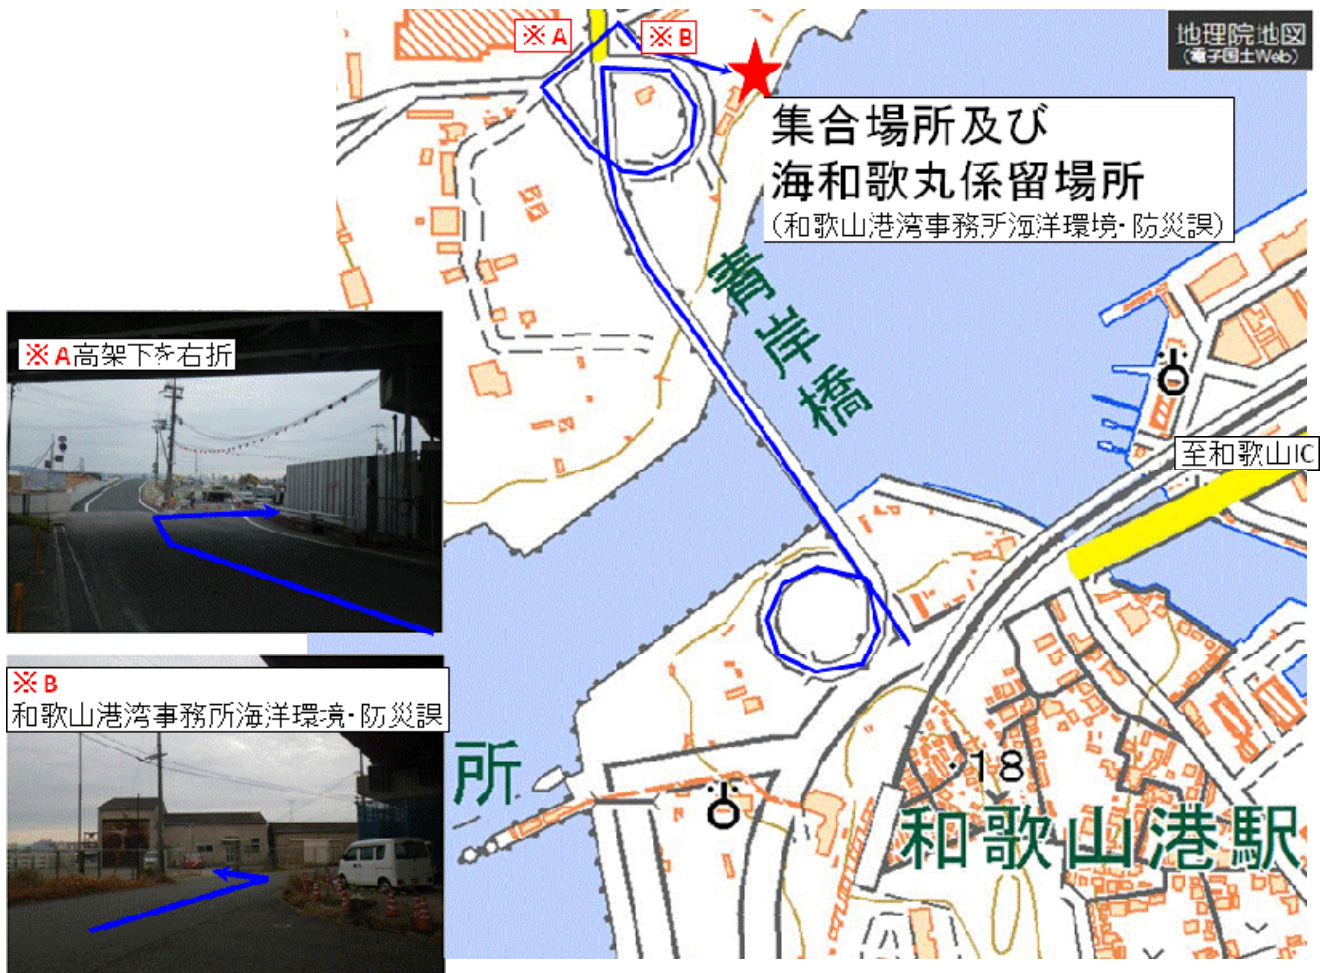 ※A
※B
地理院地図
(電子国土Web)
集合場所及び
海和歌丸係留場所
(和歌山港湾事務所海洋環境・防災課)
青岸橋
※A高架下を右折
至和歌山IC
※B
和歌山港湾事務所海洋環境・防災課
所
・18
和歌山港駅